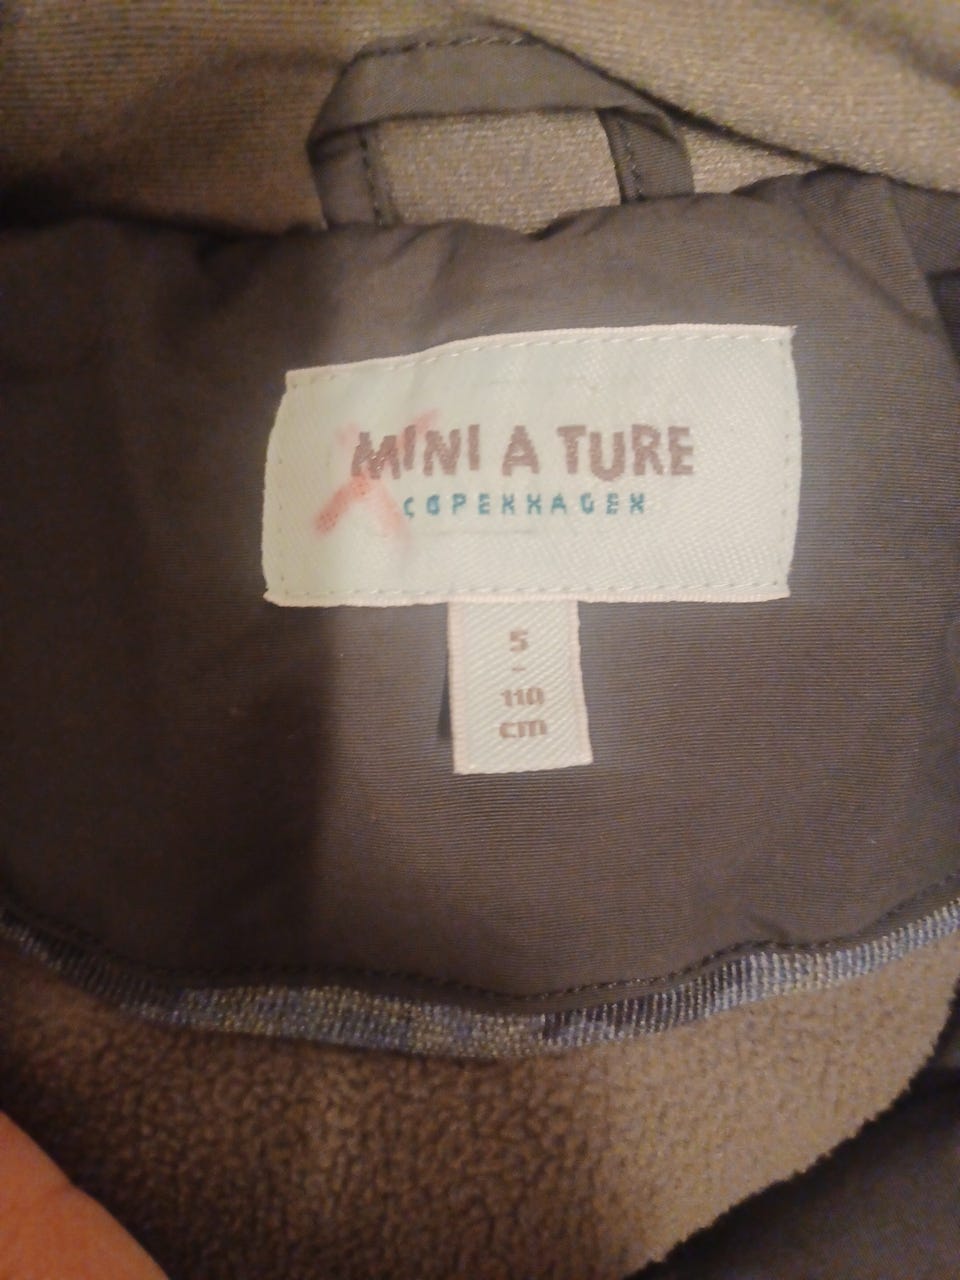 MINI A TURE
COPENHAGEN
5
-
110
cm